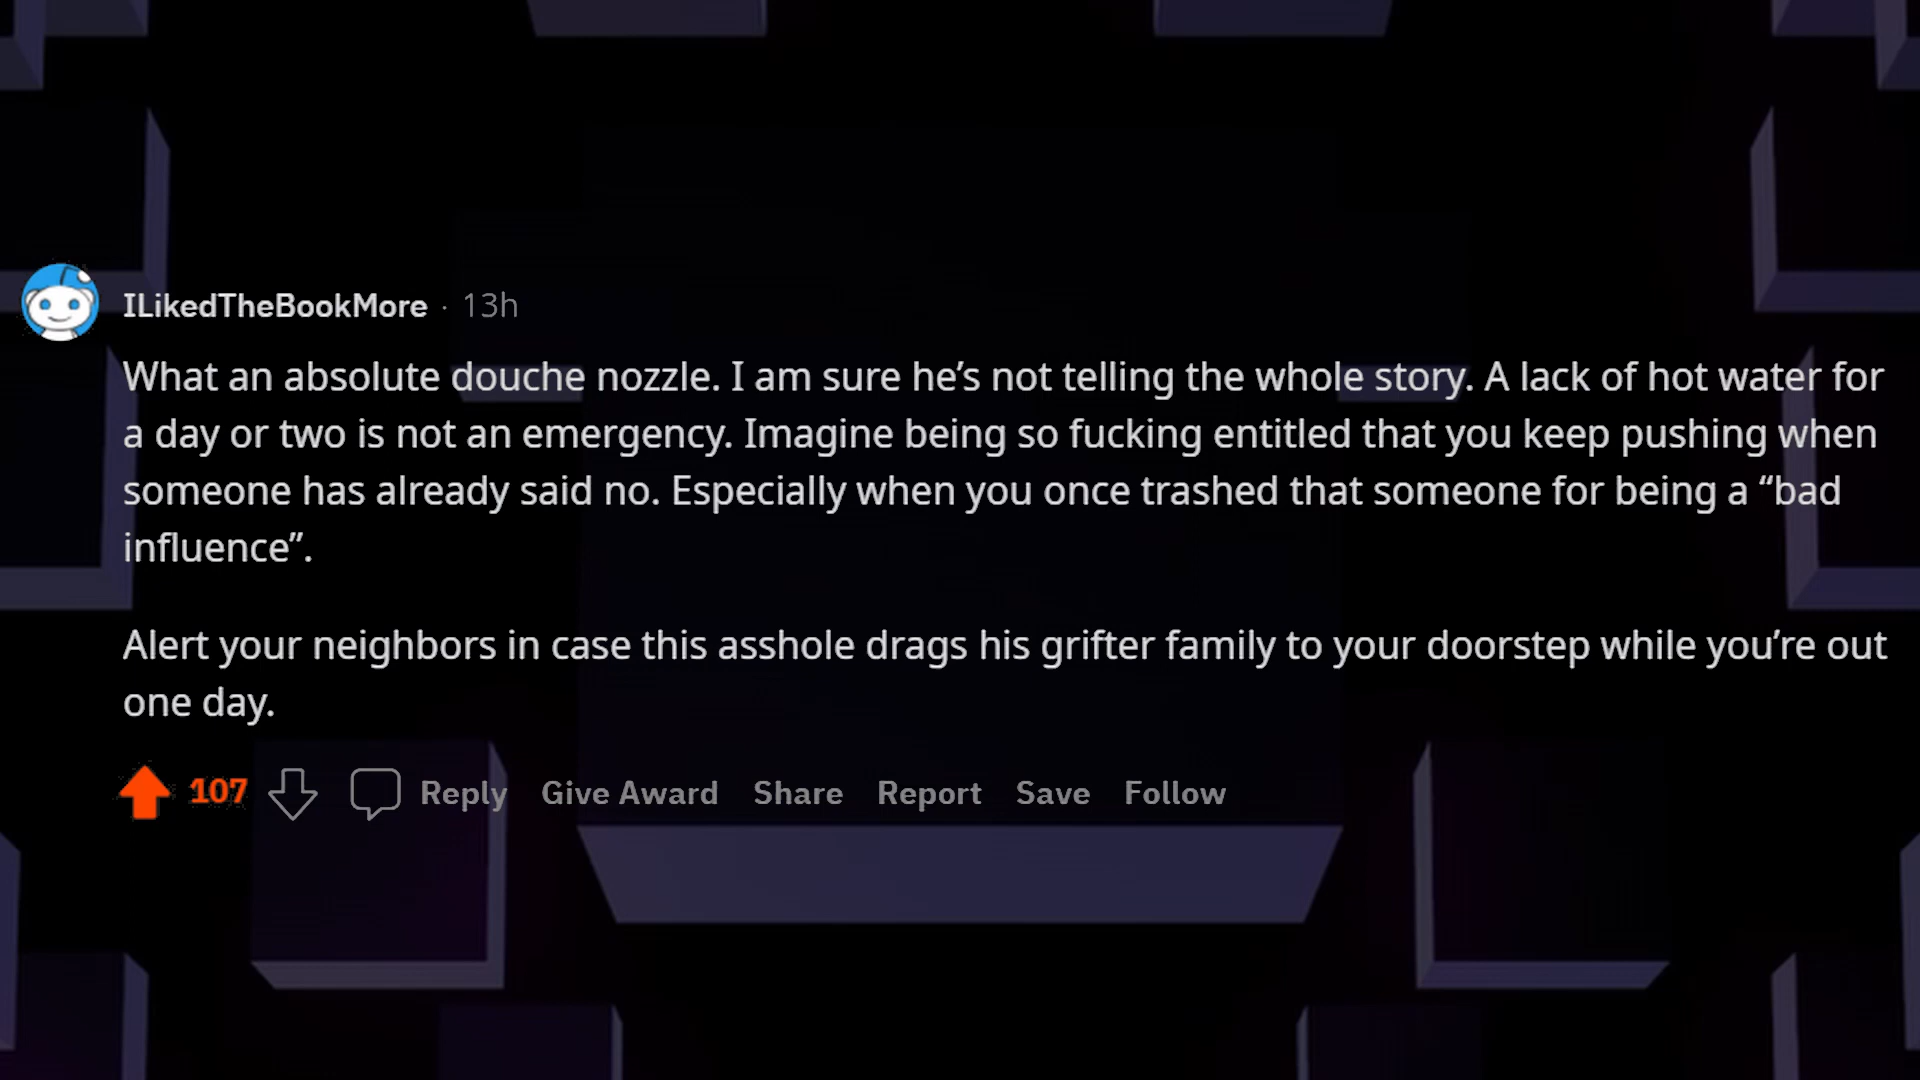 ILikedTheBookMore · 13h
What an absolute douche nozzle. I am sure he’s not telling the whole story. A lack of hot water for
a day or two is not an emergency. Imagine being so fucking entitled that you keep pushing when
someone has already said no. Especially when you once trashed that someone for being a “bad
influence”.
Alert your neighbors in case this asshole drags his grifter family to your doorstep while you’re out
one day.
107 Reply Give Award Share Report Save Follow